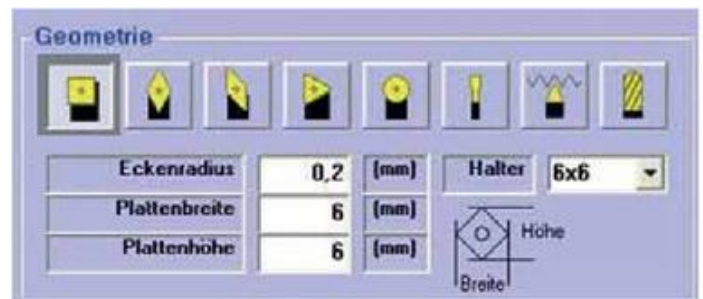 Geometrie
Eckenradius 0,2 (mm) Halter 6x6
Plattenbreite 6 (mm)
Plattenhöhe 6 (mm)
Höhe
Breite